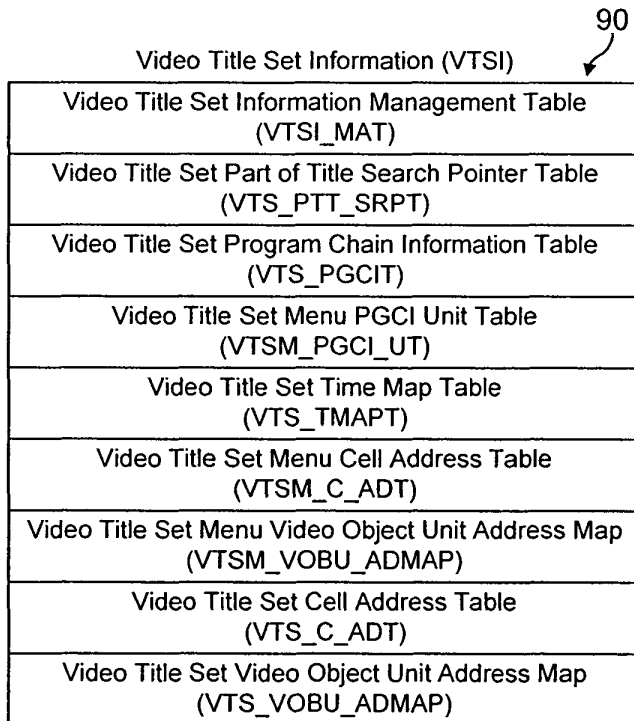 90
Video Title Set Information (VTSI)
Video Title Set Information Management Table
(VTSI_MAT)
Video Title Set Part of Title Search Pointer Table
(VTS_PTT_SRPT)
Video Title Set Program Chain Information Table
(VTS_PGCIT)
Video Title Set Menu PGCI Unit Table
(VTSM_PGCI_UT)
Video Title Set Time Map Table
(VTS_TMAPT)
Video Title Set Menu Cell Address Table
(VTSM_C_ADT)
Video Title Set Menu Video Object Unit Address Map
(VTSM_VOBU_ADMAP)
Video Title Set Cell Address Table
(VTS_C_ADT)
Video Title Set Video Object Unit Address Map
(VTS_VOBU_ADMAP)